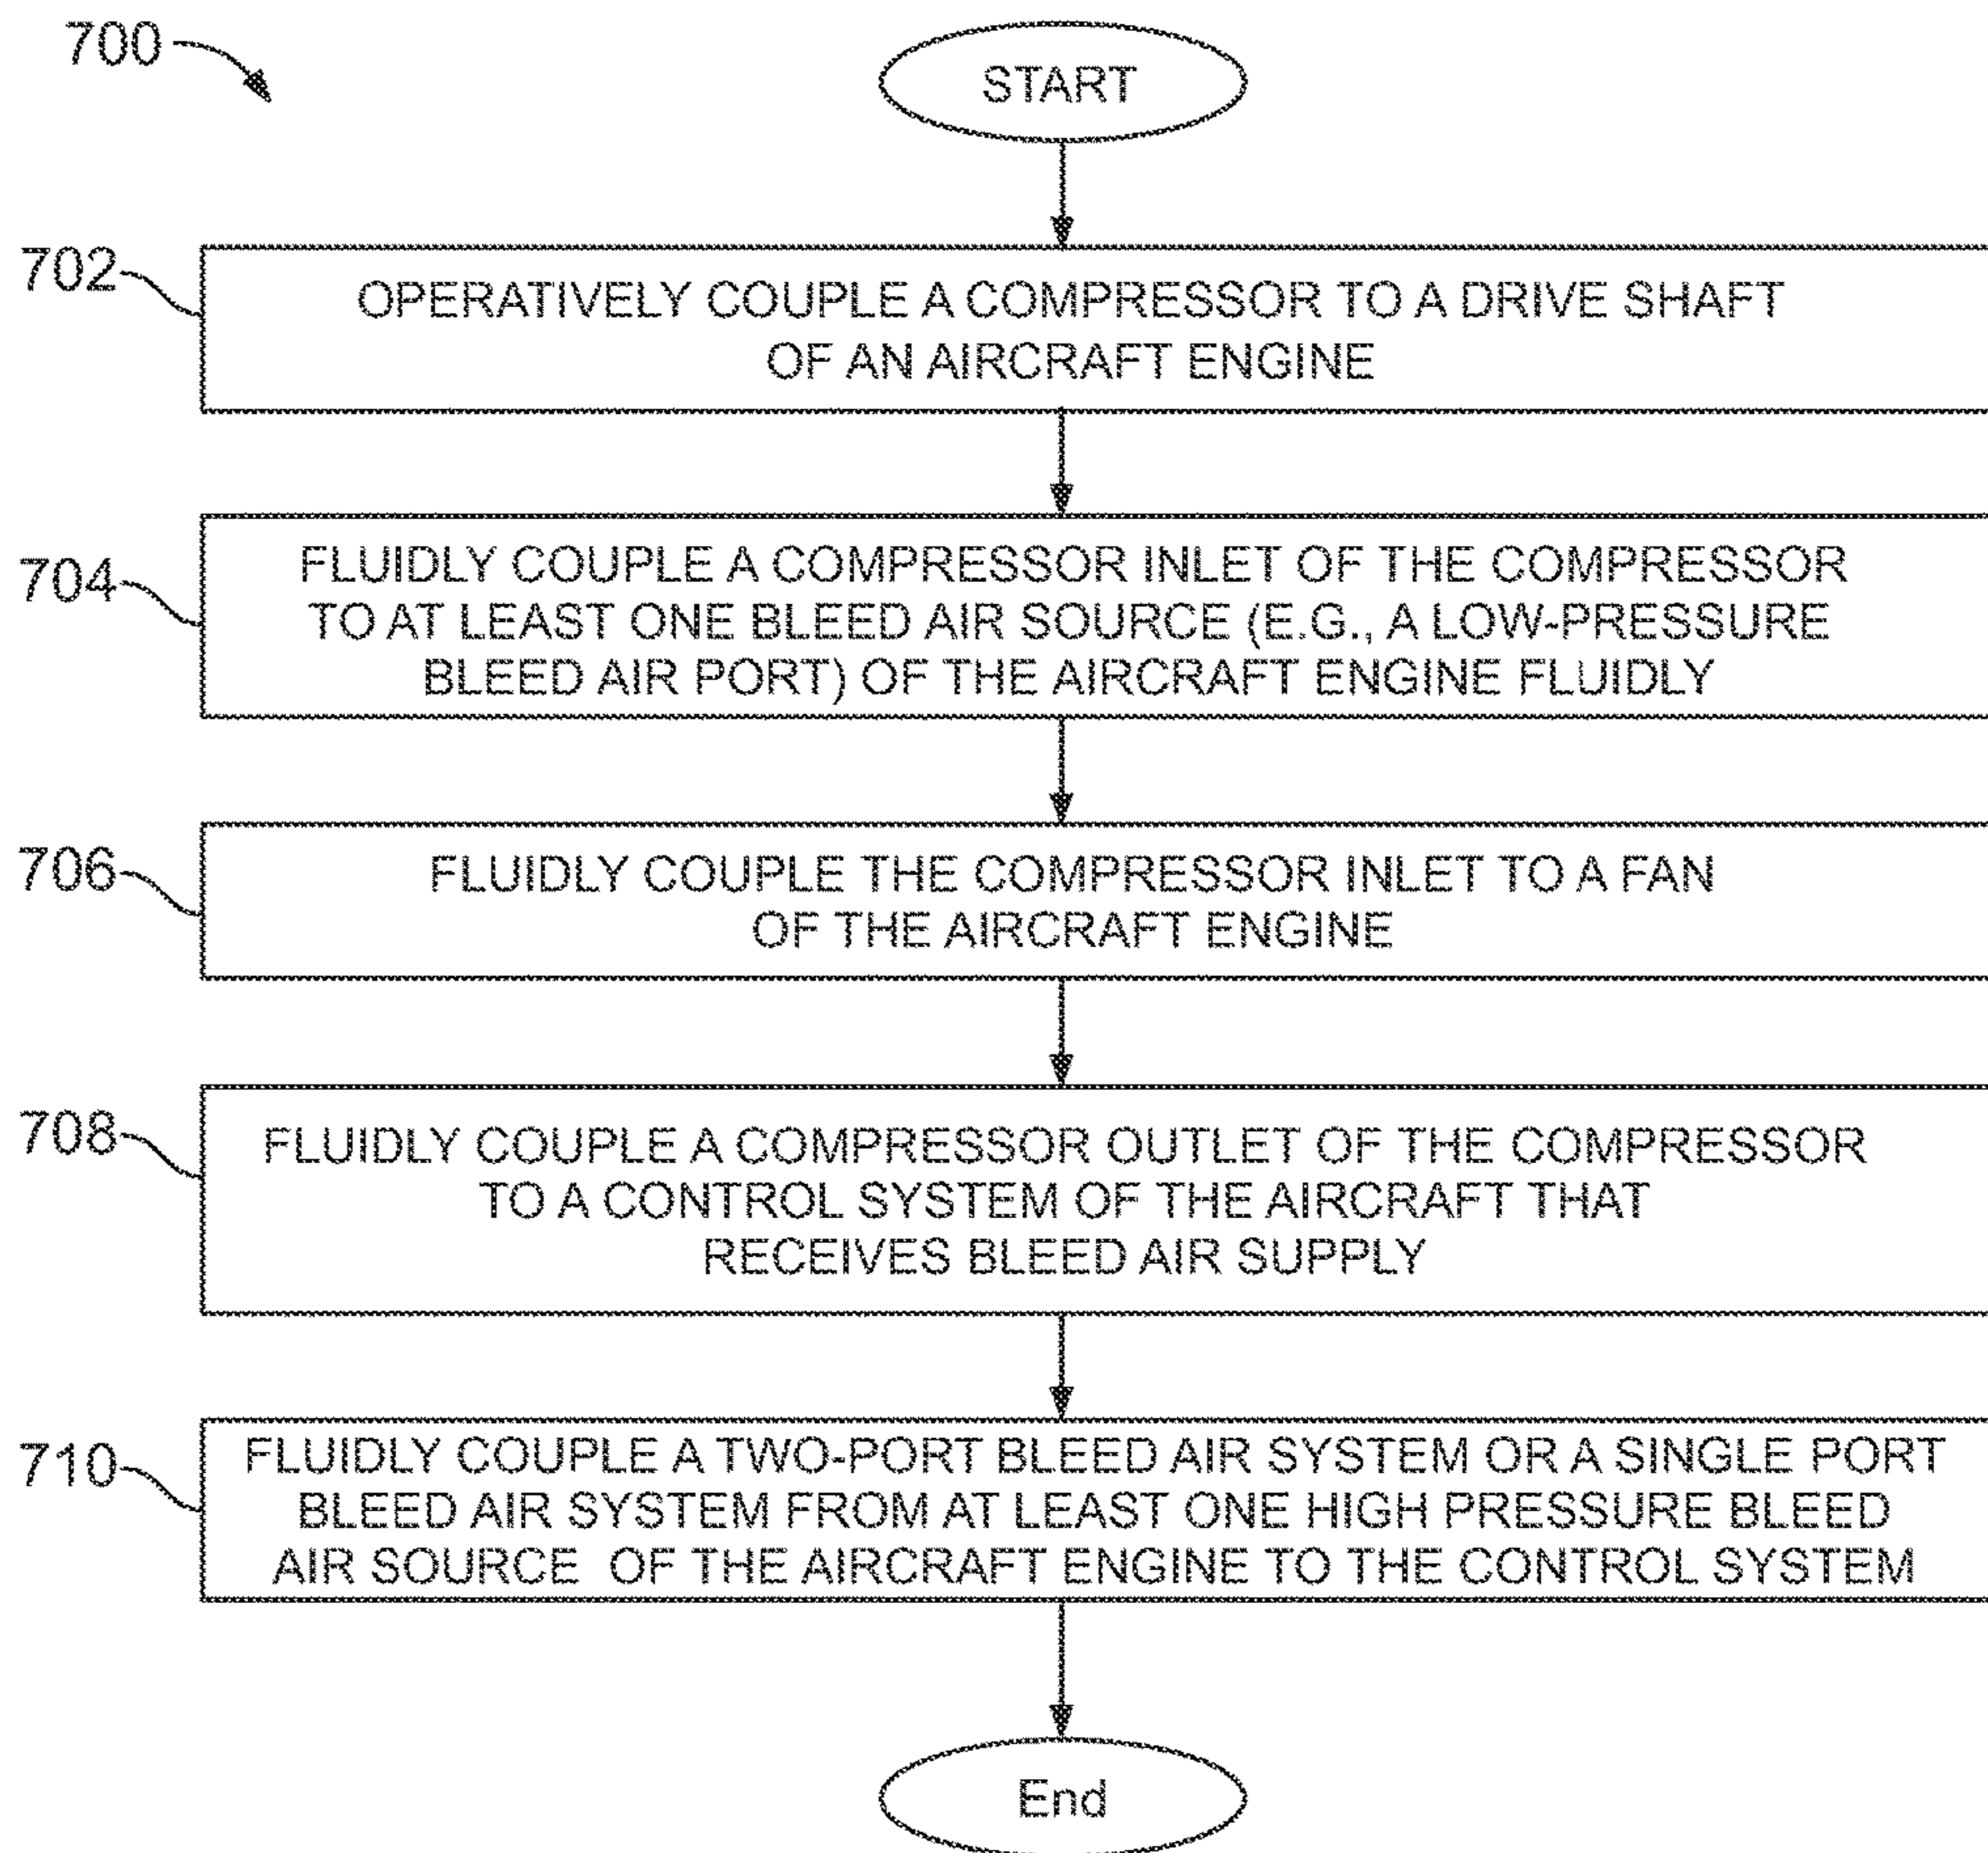 700
START
702
OPERATIVELY COUPLE A COMPRESSOR TO A DRIVE SHAFT
OF AN AIRCRAFT ENGINE
704
FLUIDLY COUPLE A COMPRESSOR INLET OF THE COMPRESSOR
TO AT LEAST ONE BLEED AIR SOURCE (E.G., A LOW-PRESSURE
BLEED AIR PORT) OF THE AIRCRAFT ENGINE FLUIDLY
706
FLUIDLY COUPLE THE COMPRESSOR INLET TO A FAN
OF THE AIRCRAFT ENGINE
708
FLUIDLY COUPLE A COMPRESSOR OUTLET OF THE COMPRESSOR
TO A CONTROL SYSTEM OF THE AIRCRAFT THAT
RECEIVES BLEED AIR SUPPLY
710
FLUIDLY COUPLE A TWO-PORT BLEED AIR SYSTEM OR A SINGLE PORT
BLEED AIR SYSTEM FROM AT LEAST ONE HIGH PRESSURE BLEED
AIR SOURCE OF THE AIRCRAFT ENGINE TO THE CONTROL SYSTEM
End